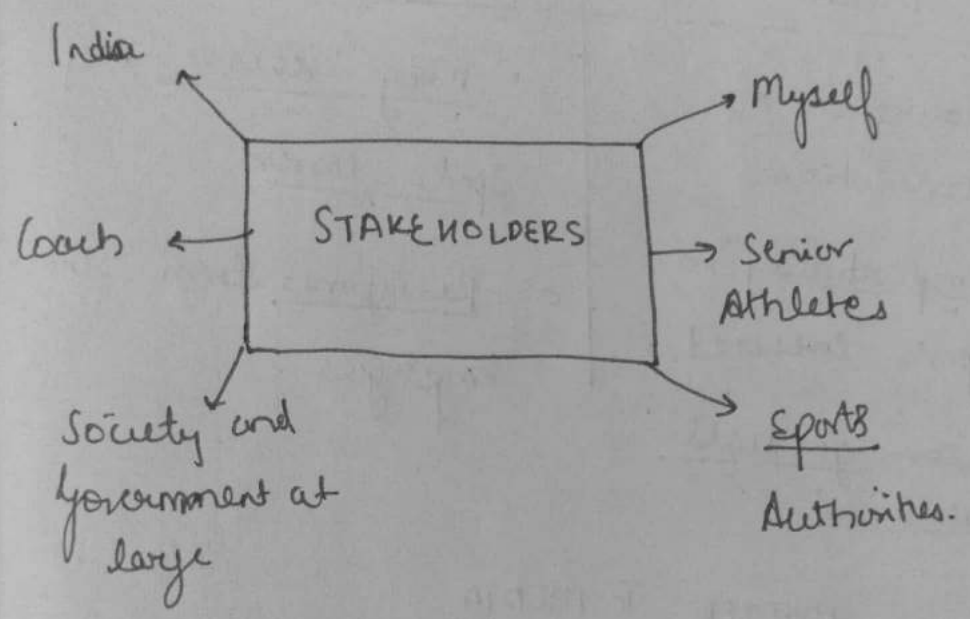 India
Myself
STAKEHOLDERS
Coach
Senior
Athletes
Society and
Government at
large
Sports
Authorities.